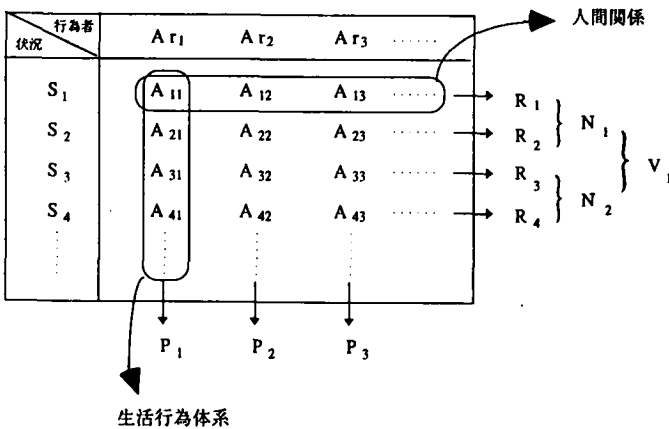 人間関係
行為者 Ar₁ Ar₂ Ar₃ ······
状況
S₁ A₁₁ A₁₂ A₁₃ ······ R₁
S₂ A₂₁ A₂₂ A₂₃ ······ R₂ N₁
S₃ A₃₁ A₃₂ A₃₃ ······ R₃ V₁
S₄ A₄₁ A₄₂ A₄₃ ······ R₄ N₂
P₁ P₂ P₃
生活行為体系